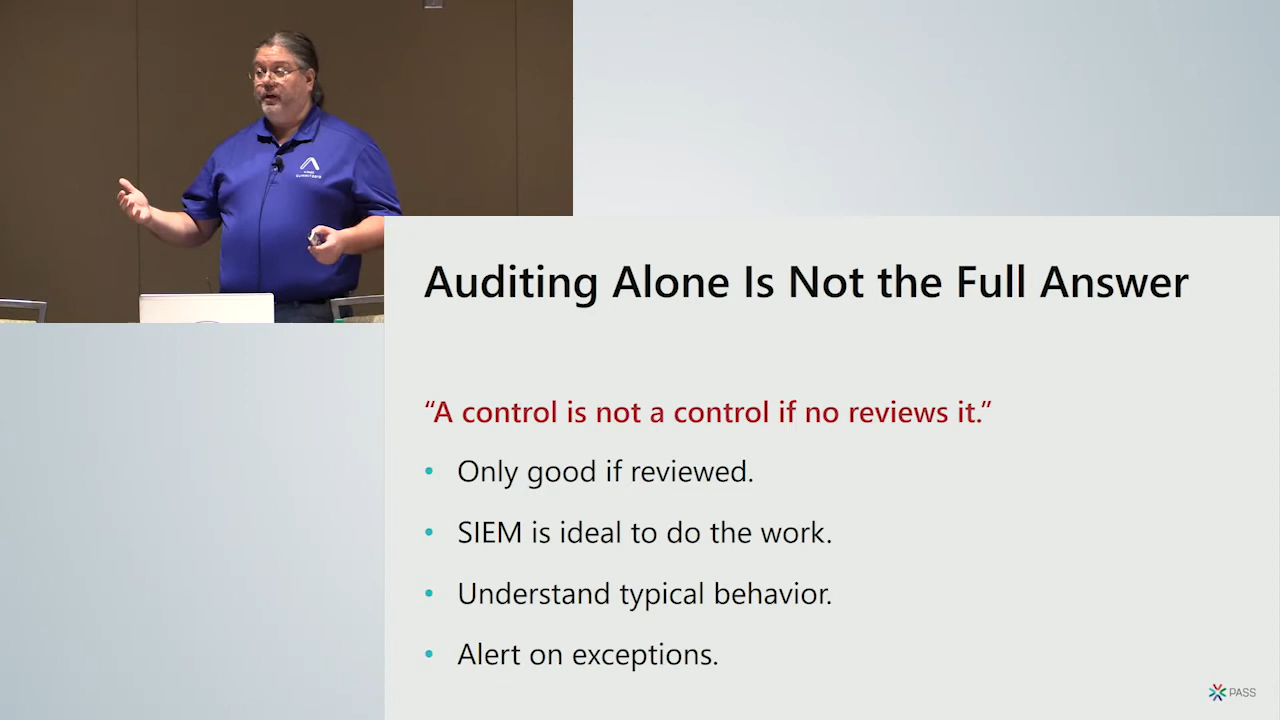 Auditing Alone Is Not the Full Answer
“A control is not a control if no reviews it.”
• Only good if reviewed.
• SIEM is ideal to do the work.
• Understand typical behavior.
• Alert on exceptions.
PASS